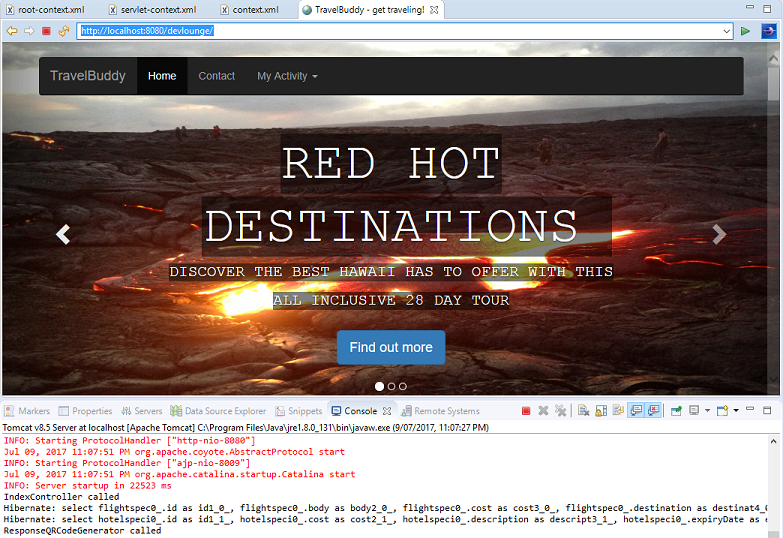 root-context.xml servlet-context.xml context.xml TravelBuddy - get traveling!
http://localhost:8080/devlounge/
TravelBuddy Home Contact My Activity
RED HOT
DESTINATIONS
DISCOVER THE BEST HAWAII HAS TO OFFER WITH THIS
ALL INCLUSIVE 28 DAY TOUR
Find out more
Markers Properties Servers Data Source Explorer Snippets Console Remote Systems
Tomcat v8.5 Server at localhost [Apache Tomcat] C:\Program Files\Java\jre1.8.0_131\bin\javaw.exe (9/07/2017, 11:07:27 PM)
INFO: Starting ProtocolHandler ["http-nio-8080"]
Jul 09, 2017 11:07:51 PM org.apache.coyote.AbstractProtocol start
INFO: Starting ProtocolHandler ["ajp-nio-8009"]
Jul 09, 2017 11:07:51 PM org.apache.catalina.startup.Catalina start
INFO: Server startup in 22523 ms
IndexController called
Hibernate: select flightspec0_.id as id1_0_, flightspec0_.body as body2_0_, flightspec0_.cost as cost3_0_, flightspec0_.destination as destinat4_0
Hibernate: select hotelspeci0_.id as id1_1_, hotelspeci0_.cost as cost2_1_, hotelspeci0_.description as descript3_1_, hotelspeci0_.expiryDate as e
ResponseQRCodeGenerator called